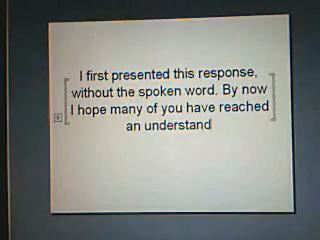 I first presented this response,
without the spoken word. By now
I hope many of you have reached
an understand